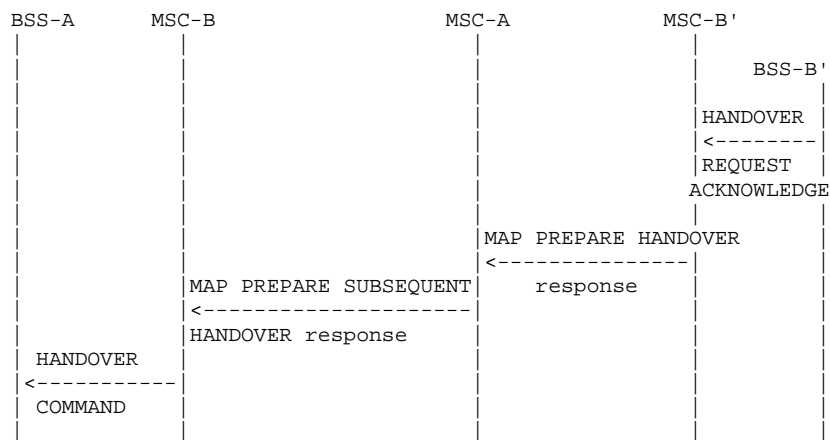 BSS-A MSC-B MSC-A MSC-B'
BSS-B'
HANDOVER
REQUEST
ACKNOWLEDGE
MAP PREPARE HANDOVER
response
MAP PREPARE SUBSEQUENT
HANDOVER response
HANDOVER
COMMAND